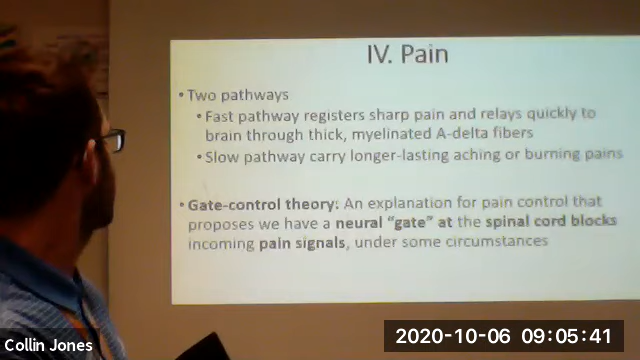 IV. Pain
• Two pathways
• Fast pathway registers sharp pain and relays quickly to
brain through thick, myelinated A-delta fibers
• Slow pathway carry longer-lasting aching or burning pains
• Gate-control theory: An explanation for pain control that
proposes we have a neural “gate” at the spinal cord blocks
incoming pain signals, under some circumstances
Collin Jones
2020-10-06 09:05:41